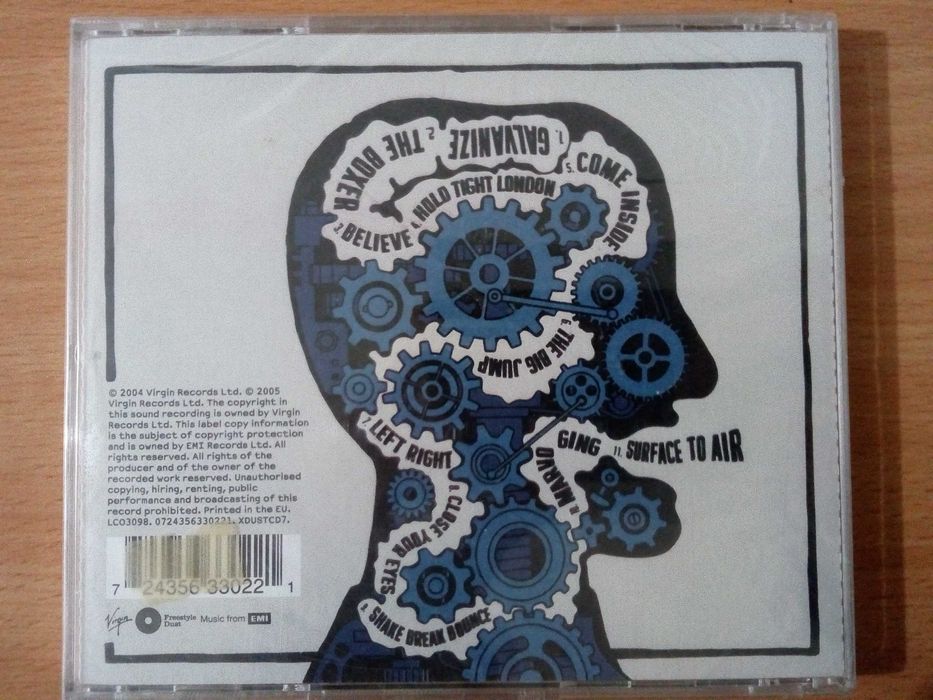 1. GALVANIZE
2. THE BOXER
3. BELIEVE
4. HOLD TIGHT LONDON
5. COME INSIDE
6. THE BIG JUMP
7. LEFT RIGHT
8. CLOSE YOUR EYES
9. SHAKE BREAK BOUNCE
MARVO
GING
11. SURFACE TO AIR
© 2004 Virgin Records Ltd. © 2005
Virgin Records Ltd. The copyright in
this sound recording is owned by Virgin
Records Ltd. This label copy information
is the subject of copyright protection
and is owned by EMI Records Ltd. All
rights reserved. All rights of the
producer and of the owner of the
recorded work reserved. Unauthorised
copying, hiring, renting, public
performance and broadcasting of this
record prohibited. Printed in the EU.
LC03098. 0724356330221. XDUSTCD7.
7 24356 33022 1
Virgin
Freestyle
Dust
Music from EMI